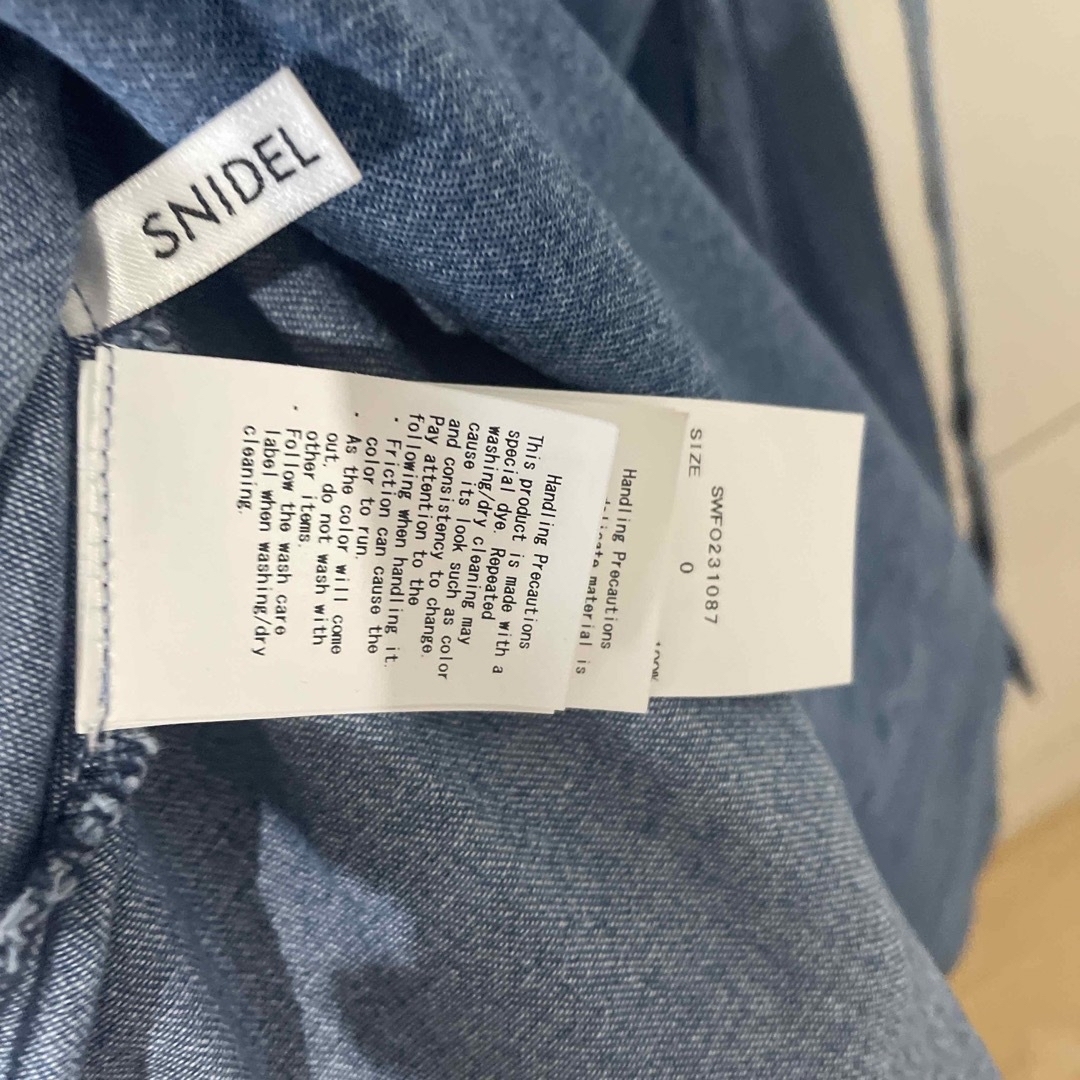 SNIDEL
SWFO231087
SIZE 0
100%
Handling Precautions
material is
Handling Precautions
This product is made with a
special dye. Repeated
washing/dry cleaning may
cause its look such as color
and consistency to change.
Pay attention to the
following when handling it.
・Friction can cause the
color to run.
・As the color will come
out, do not wash with
other items.
・Follow the wash care
label when washing/dry
cleaning.